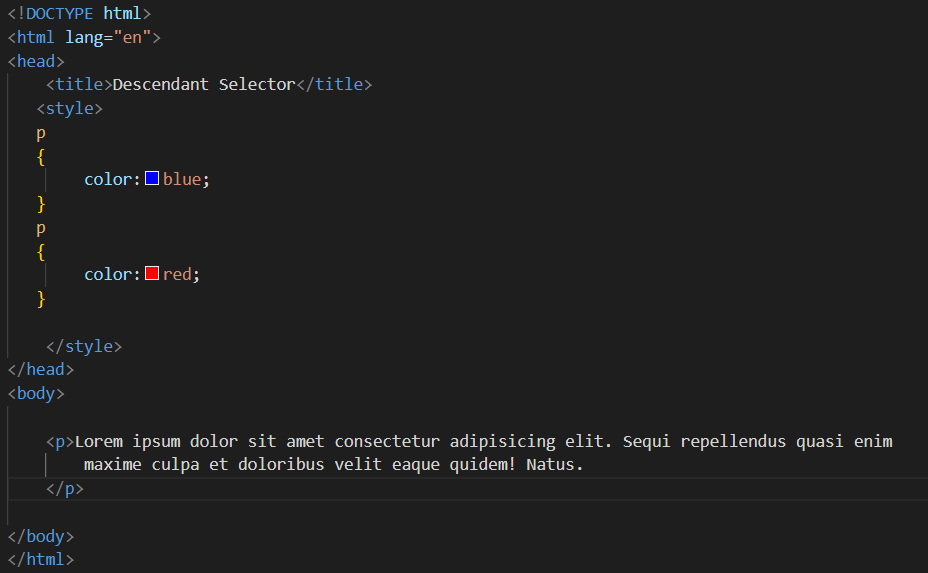 <!DOCTYPE html>
<html lang="en">
<head>
    <title>Descendant Selector</title>
   <style>
   p
   {
        color:blue;
   }
   p
   {
        color:red;
   }

    </style>
</head>
<body>

    <p>Lorem ipsum dolor sit amet consectetur adipisicing elit. Sequi repellendus quasi enim
        maxime culpa et doloribus velit eaque quidem! Natus.
    </p>

</body>
</html>